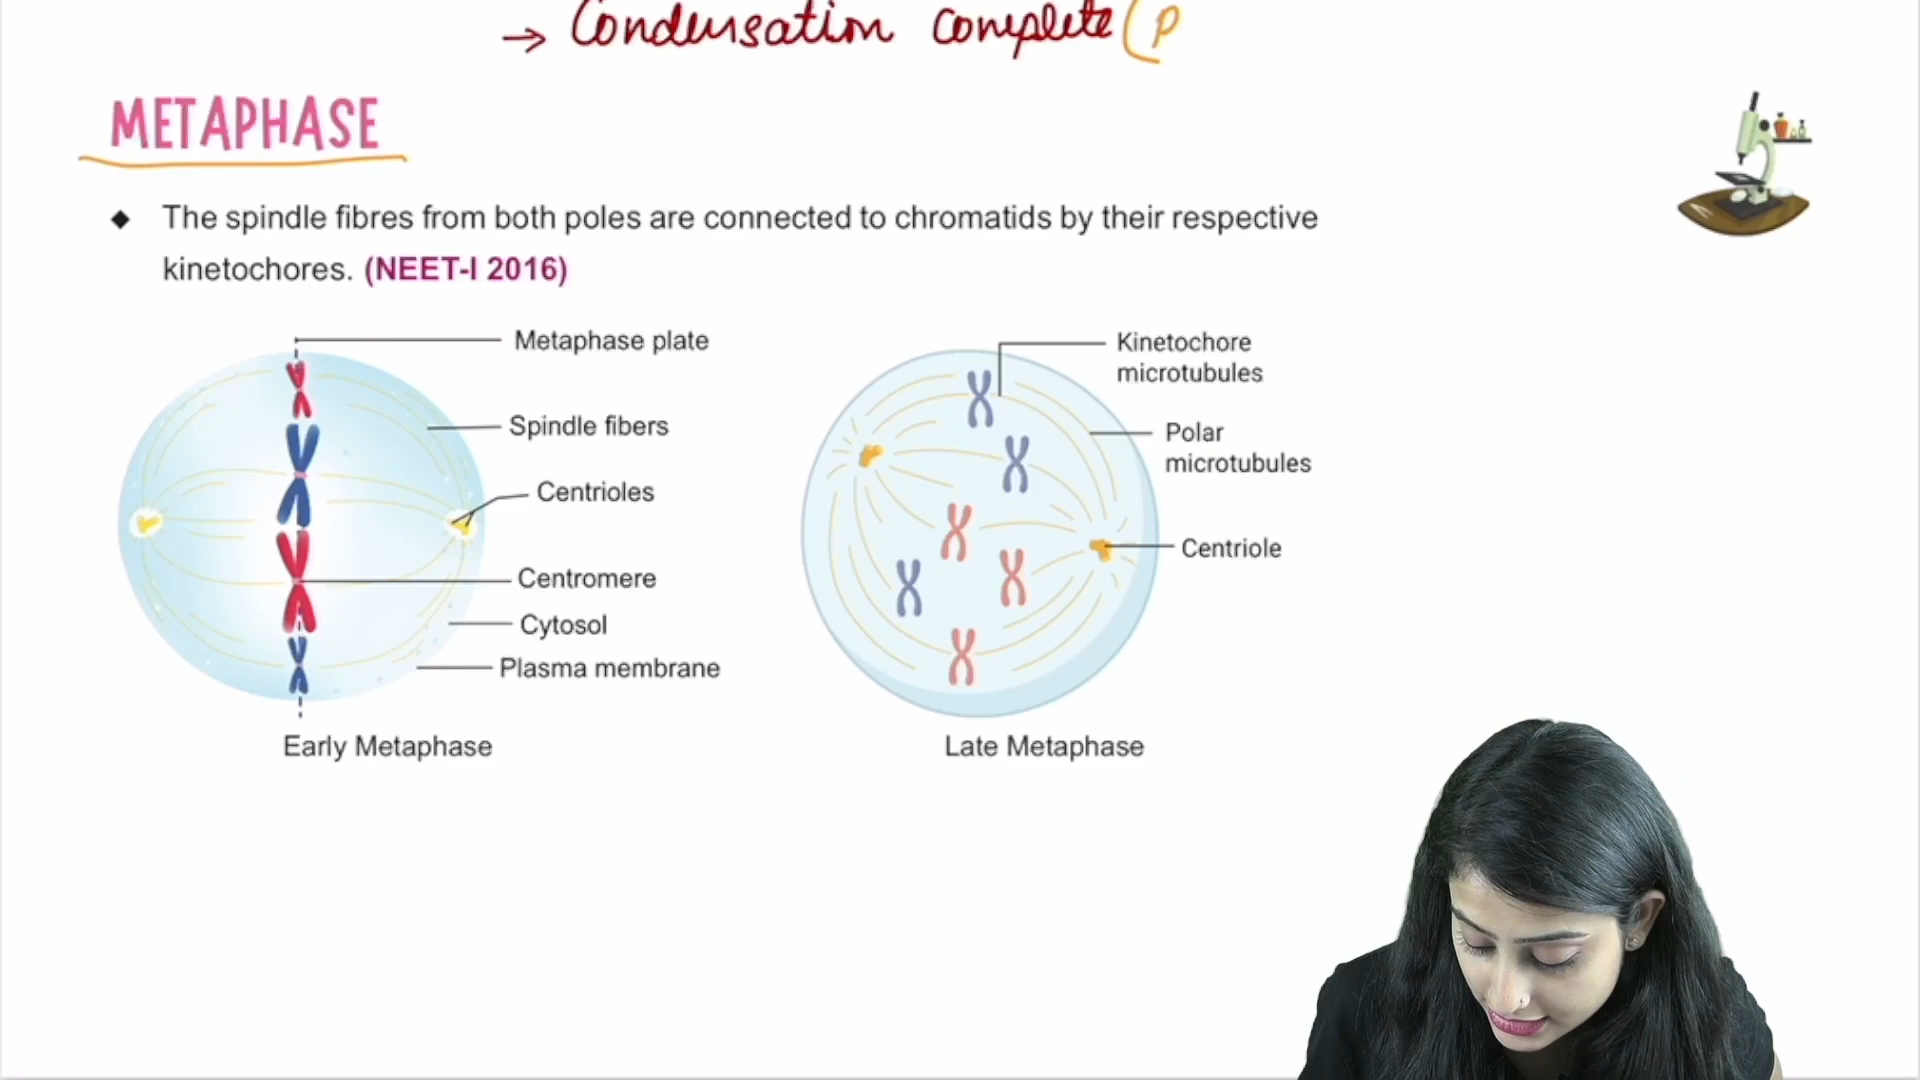 → Condensation complete (p
METAPHASE
◆ The spindle fibres from both poles are connected to chromatids by their respective
kinetochores. (NEET-I 2016)
Metaphase plate
Spindle fibers
Centrioles
Centromere
Cytosol
Plasma membrane
Early Metaphase
Kinetochore
microtubules
Polar
microtubules
Centriole
Late Metaphase